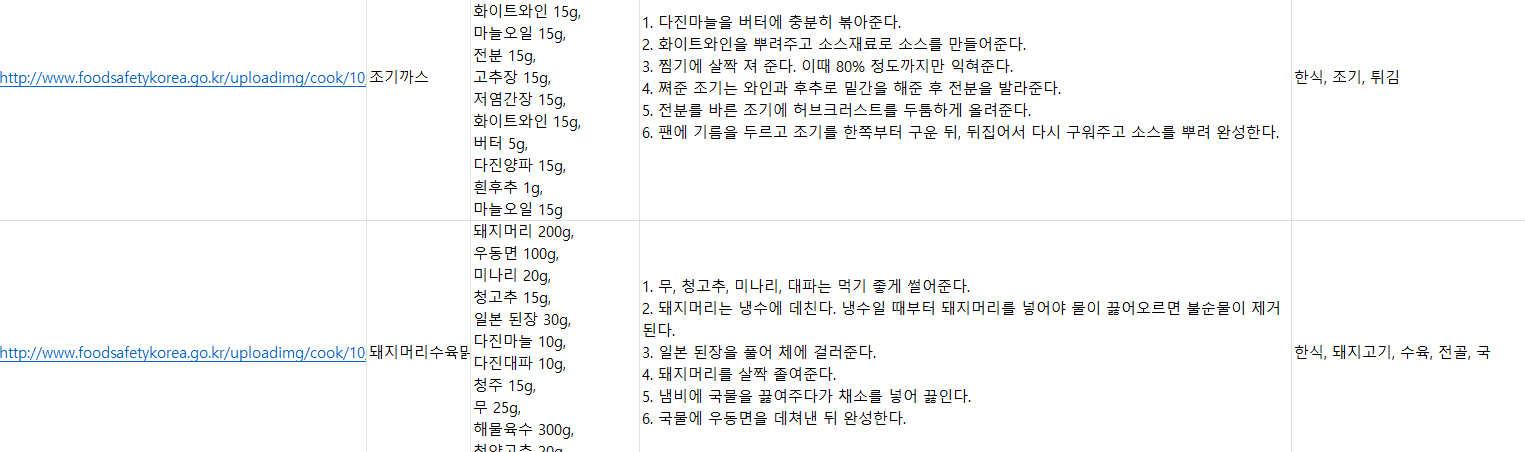 http://www.foodsafetykorea.go.kr/uploadimg/cook/10
조기까스
화이트와인 15g,
마늘오일 15g,
전분 15g,
고추장 15g,
저염간장 15g,
화이트와인 15g,
버터 5g,
다진양파 15g,
흰후추 1g,
마늘오일 15g
1. 다진마늘을 버터에 충분히 볶아준다.
2. 화이트와인을 뿌려주고 소스재료로 소스를 만들어준다.
3. 찜기에 살짝 져 준다. 이때 80% 정도까지만 익혀준다.
4. 쪄준 조기는 와인과 후추로 밑간을 해준 후 전분을 발라준다.
5. 전분를 바른 조기에 허브크러스트를 두툼하게 올려준다.
6. 팬에 기름을 두르고 조기를 한쪽부터 구운 뒤, 뒤집어서 다시 구워주고 소스를 뿌려 완성한다.
한식, 조기, 튀김
http://www.foodsafetykorea.go.kr/uploadimg/cook/10
돼지머리수육
돼지머리 200g,
우동면 100g,
미나리 20g,
청고추 15g,
일본 된장 30g,
다진마늘 10g,
다진대파 10g,
청주 15g,
무 25g,
해물육수 300g,
청양고추 20g
1. 무, 청고추, 미나리, 대파는 먹기 좋게 썰어준다.
2. 돼지머리는 냉수에 데친다. 냉수일 때부터 돼지머리를 넣어야 물이 끓어오르면 불순물이 제거
된다.
3. 일본 된장을 풀어 체에 걸러준다.
4. 돼지머리를 살짝 졸여준다.
5. 냄비에 국물을 끓여주다가 채소를 넣어 끓인다.
6. 국물에 우동면을 데쳐낸 뒤 완성한다.
한식, 돼지고기, 수육, 전골, 국